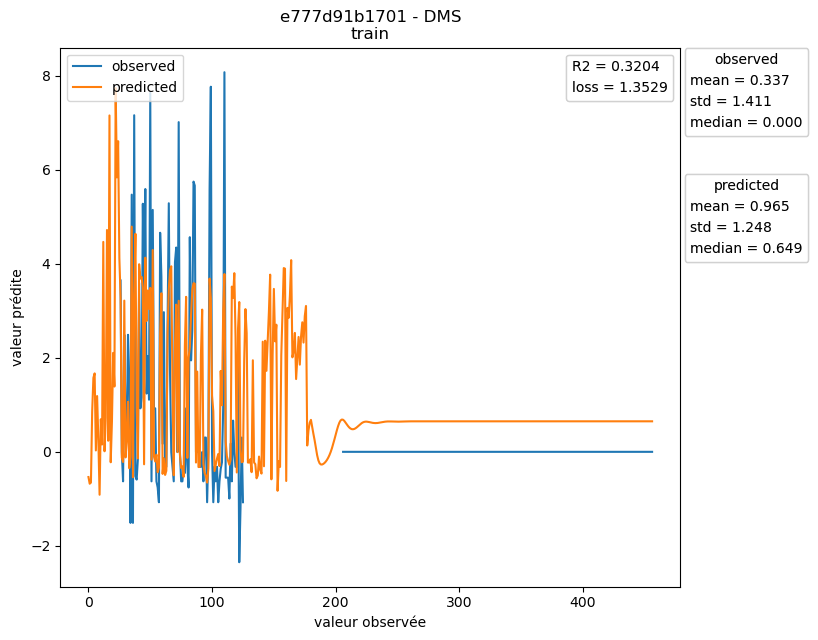 e777d91b1701 - DMS
train
observed
predicted
R2 = 0.3204
loss = 1.3529
observed
mean = 0.337
std = 1.411
median = 0.000
predicted
mean = 0.965
std = 1.248
median = 0.649
8
6
4
2
0
−2
valeur prédite
0
100
200
300
400
valeur observée